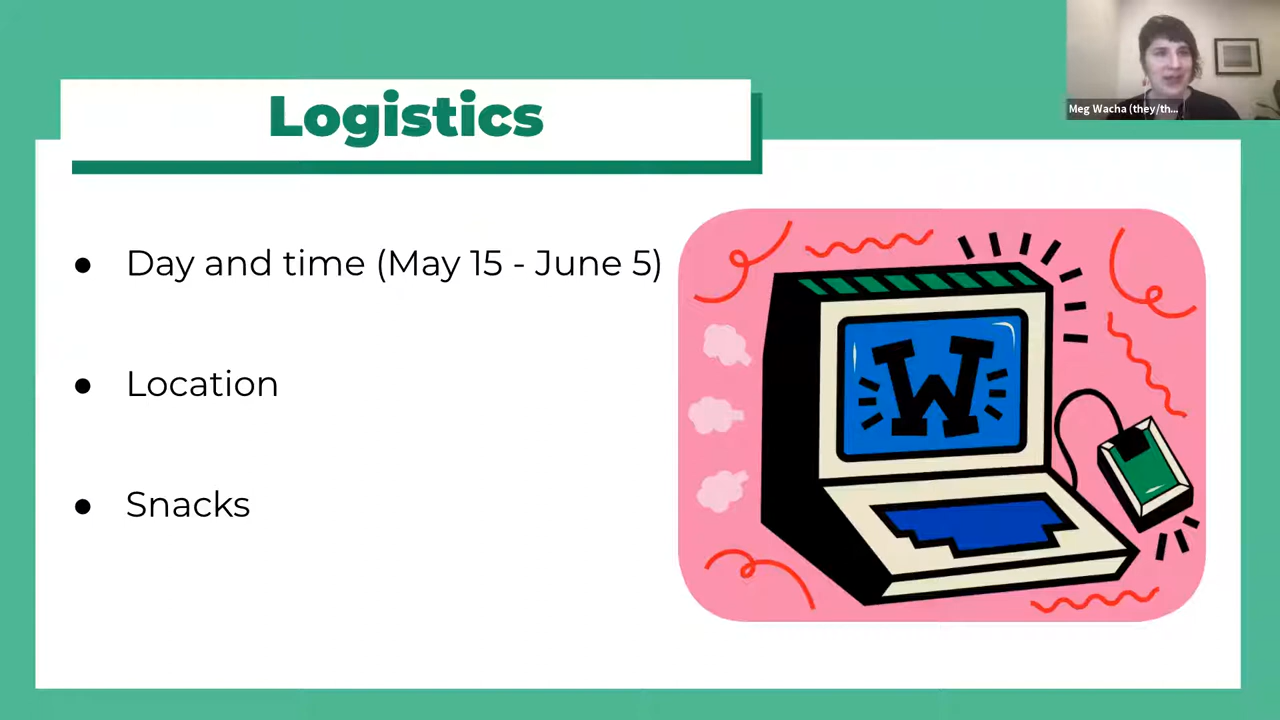 Meg Wacha (they/th...
Logistics
● Day and time (May 15 - June 5)
● Location
● Snacks
W